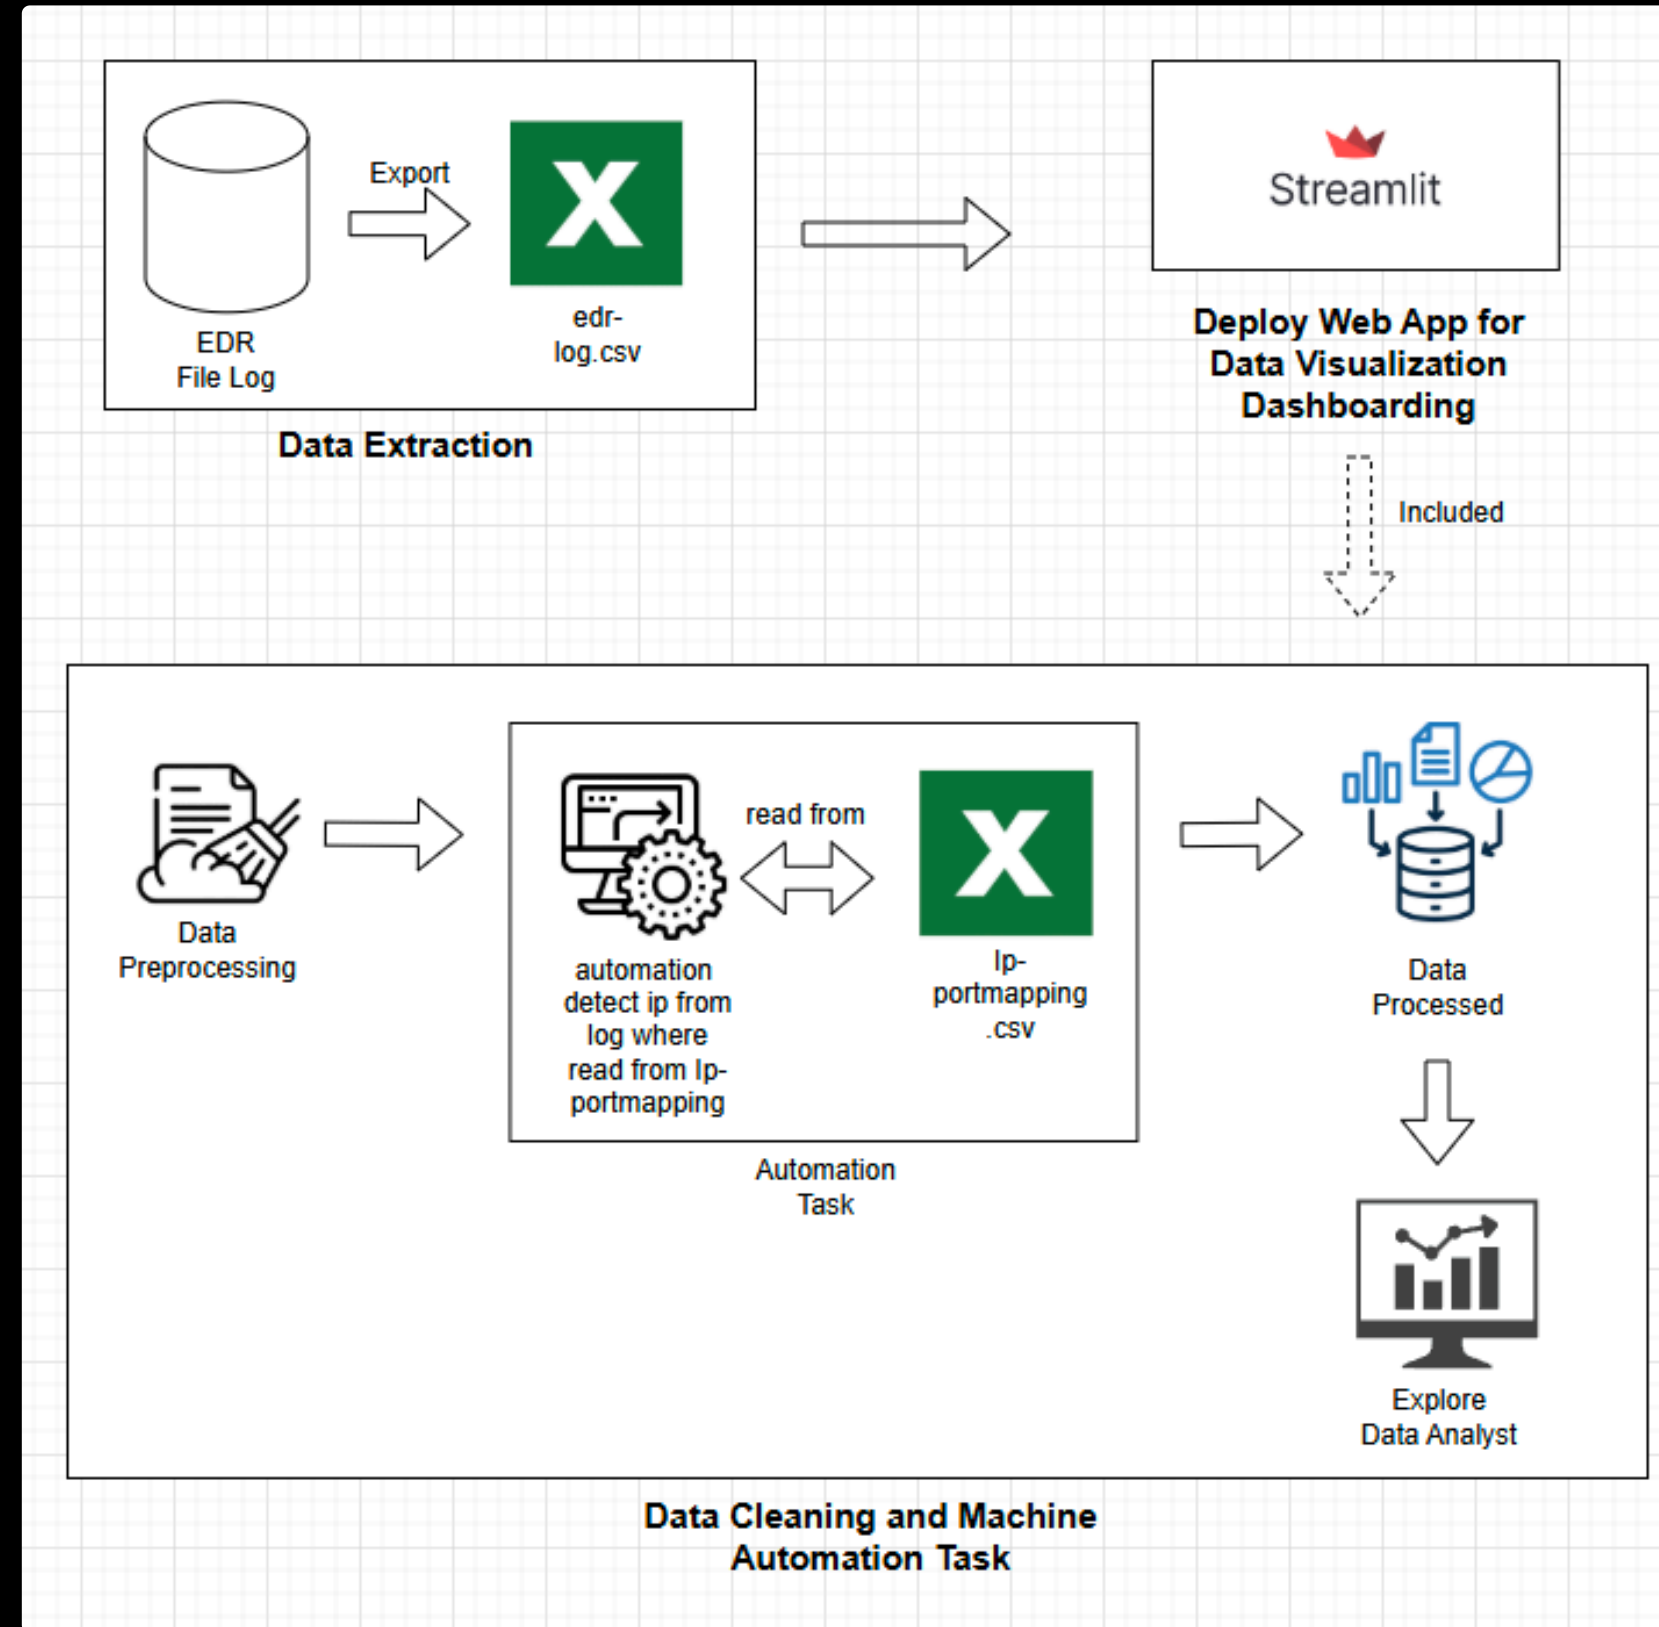 Export
EDR
File Log
edr-
log.csv
Data Extraction
Streamlit
Deploy Web App for
Data Visualization
Dashboarding
Included
Data
Preprocessing
automation
detect ip from
log where
read from Ip-
portmapping
read from
Ip-
portmapping
.csv
Automation
Task
Data
Processed
Explore
Data Analyst
Data Cleaning and Machine
Automation Task